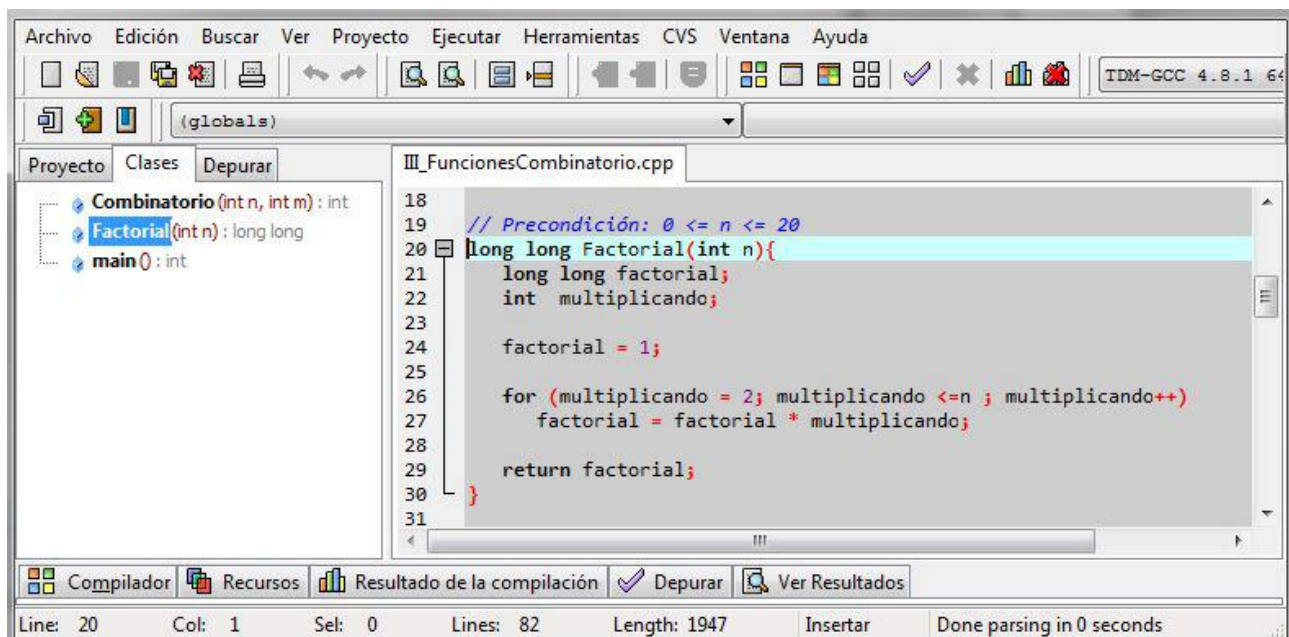 Archivo Edición Buscar Ver Proyecto Ejecutar Herramientas CVS Ventana Ayuda
TDM-GCC 4.8.1 64
(globals)
Proyecto Clases Depurar
III_FuncionesCombinatorio.cpp
Combinatorio (int n, int m) : int
Factorial (int n) : long long
main () : int
18
19 // Precondición: 0 <= n <= 20
20 long long Factorial(int n){
21 long long factorial;
22 int multiplicando;
23
24 factorial = 1;
25
26 for (multiplicando = 2; multiplicando <=n ; multiplicando++)
27 factorial = factorial * multiplicando;
28
29 return factorial;
30 }
31
Compilador Recursos Resultado de la compilación Depurar Ver Resultados
Line: 20 Col: 1 Sel: 0 Lines: 82 Length: 1947 Insertar Done parsing in 0 seconds